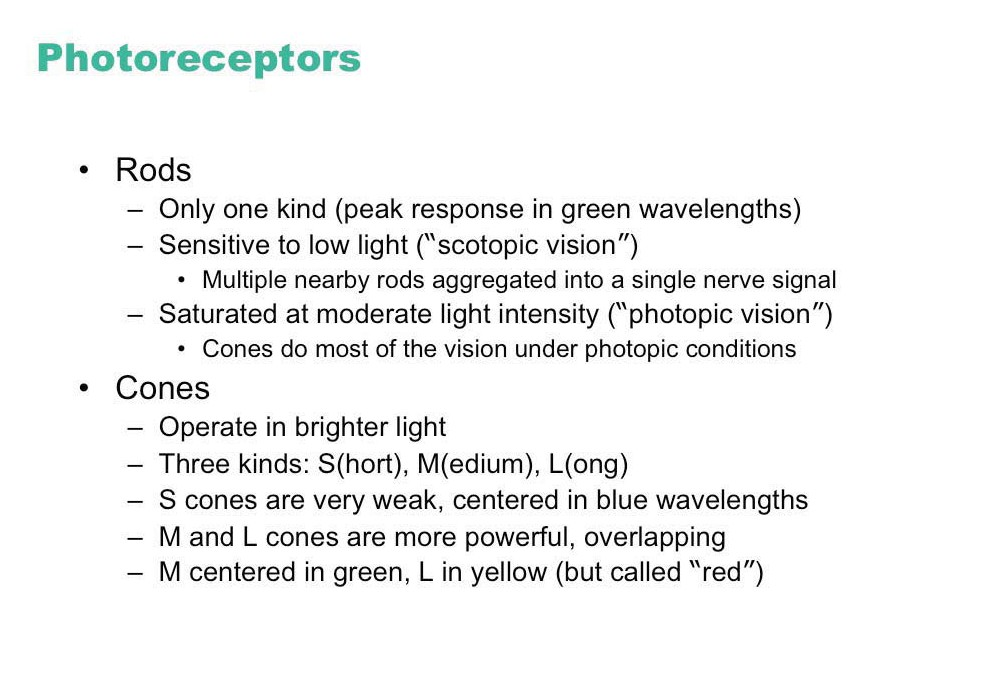 Photoreceptors
• Rods
– Only one kind (peak response in green wavelengths)
– Sensitive to low light (‶scotopic vision″)
• Multiple nearby rods aggregated into a single nerve signal
– Saturated at moderate light intensity (‶photopic vision″)
• Cones do most of the vision under photopic conditions
• Cones
– Operate in brighter light
– Three kinds: S(hort), M(edium), L(ong)
– S cones are very weak, centered in blue wavelengths
– M and L cones are more powerful, overlapping
– M centered in green, L in yellow (but called ‶red″)